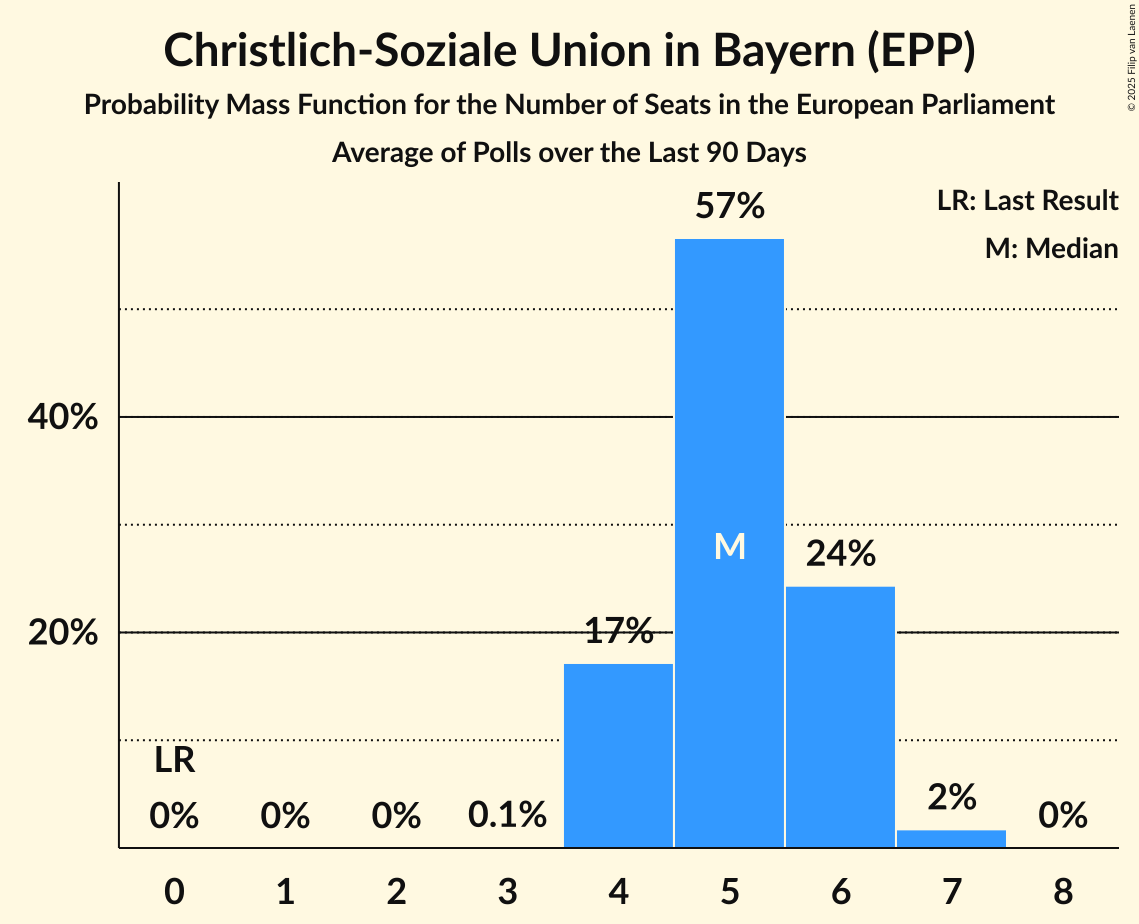 Christlich-Soziale Union in Bayern (EPP)
Probability Mass Function for the Number of Seats in the European Parliament
Average of Polls over the Last 90 Days
© 2025 Filip van Laenen
LR: Last Result
M: Median
57%
40%
M
24%
20%
17%
LR
0%
0%
0%
0.1%
2%
0%
0 1 2 3 4 5 6 7 8